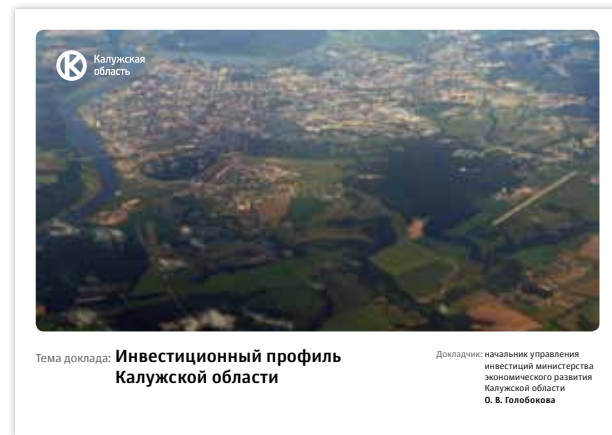 Калужская
область
Тема доклада: Инвестиционный профиль
Калужской области
Докладчик: начальник управления
инвестиций министерства
экономического развития
Калужской области
О. В. Голобокова